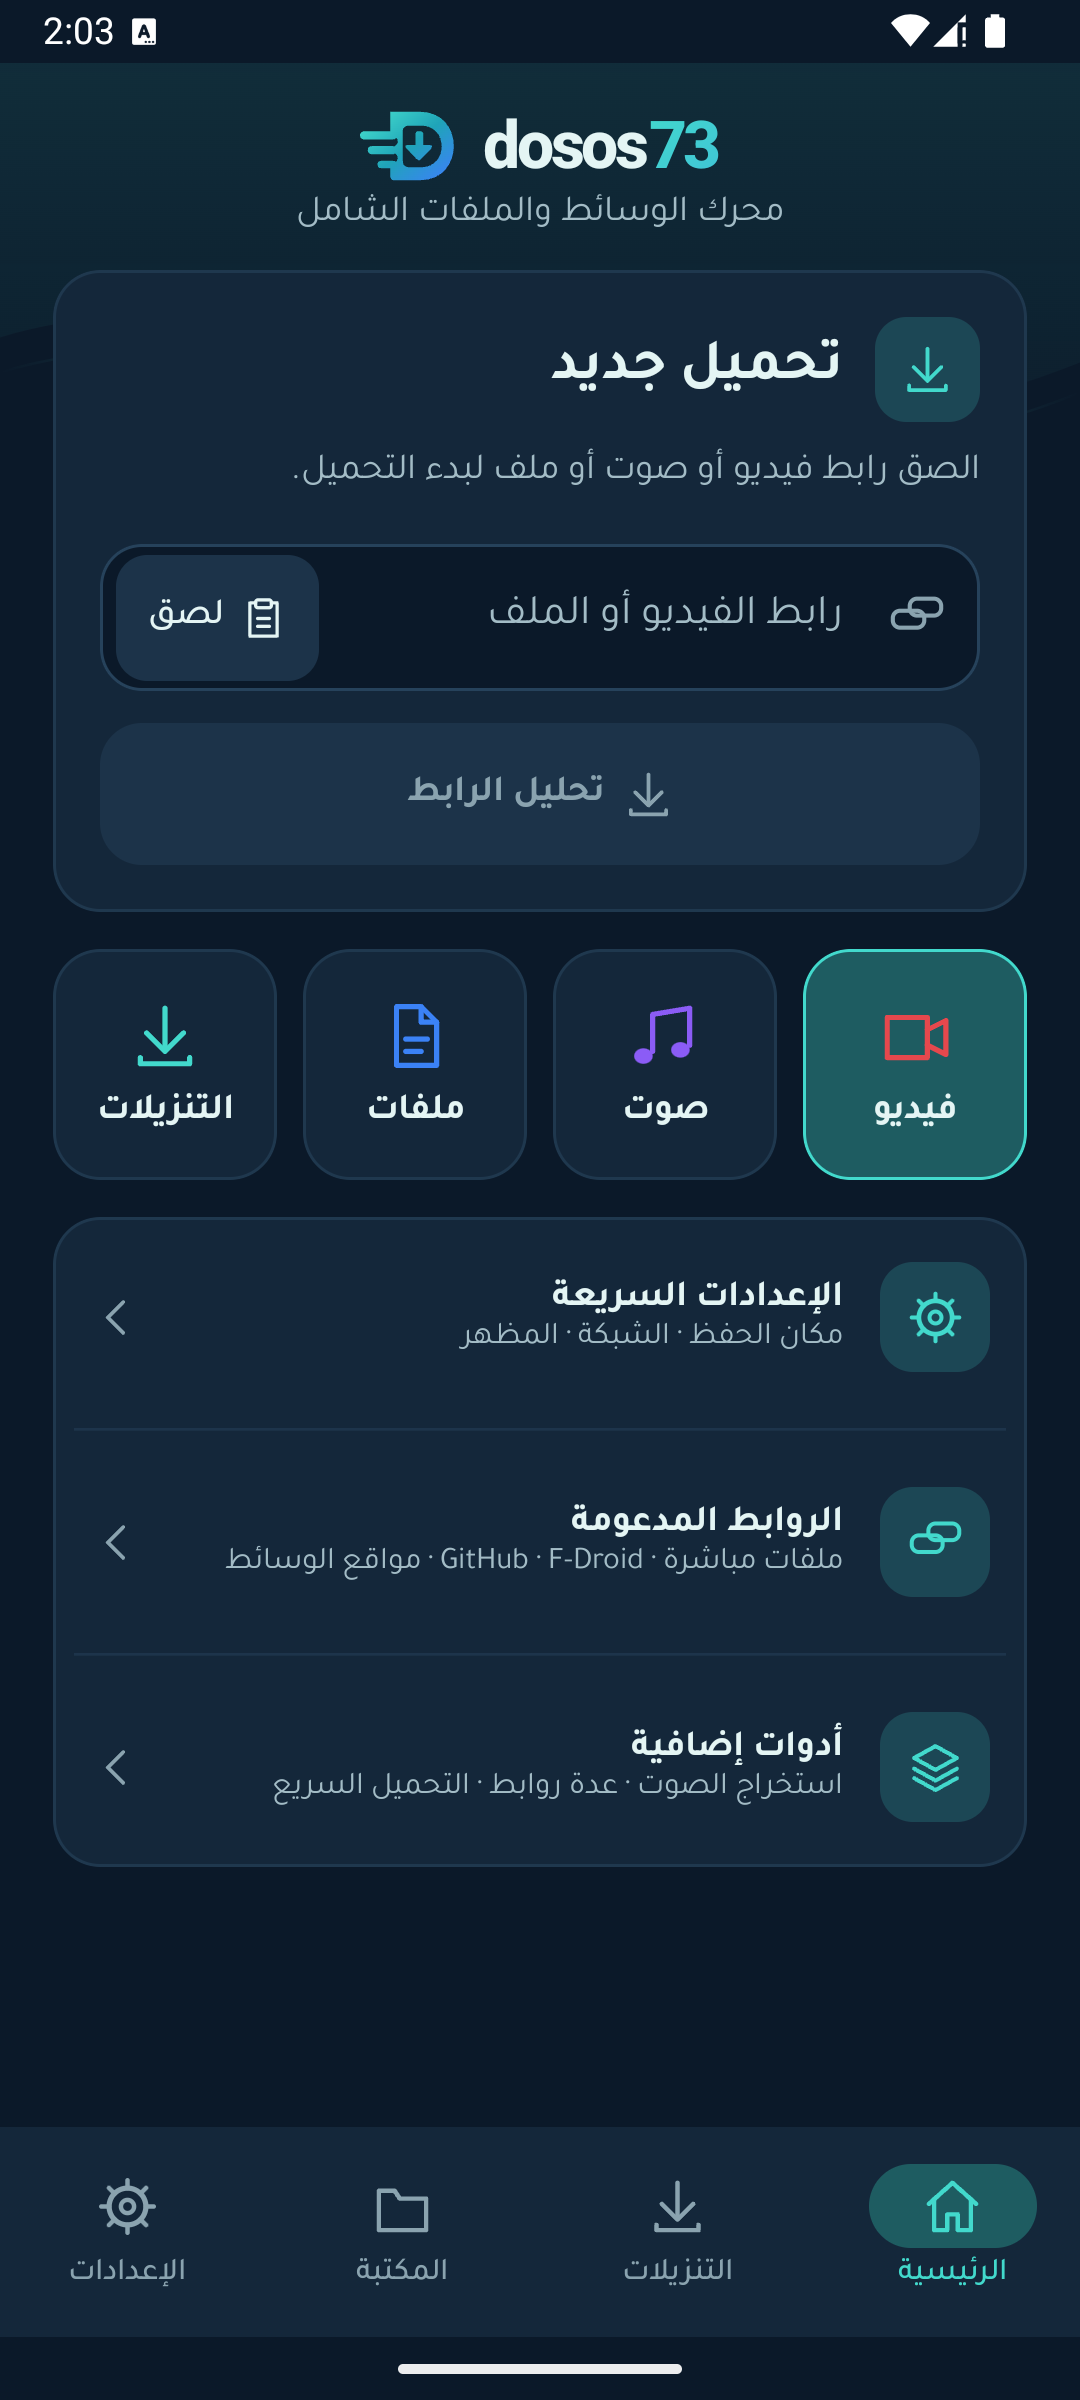 2:03
dosos73
محرك الوسائط والملفات الشامل
تحميل جديد
الصق رابط فيديو أو صوت أو ملف لبدء التحميل.
رابط الفيديو أو الملف
لصق
تحليل الرابط
فيديو
صوت
ملفات
التنزيلات
الإعدادات السريعة
مكان الحفظ · الشبكة · المظهر
الروابط المدعومة
ملفات مباشرة · GitHub · F-Droid · مواقع الوسائط
أدوات إضافية
استخراج الصوت · عدة روابط · التحميل السريع
الرئيسية
التنزيلات
المكتبة
الإعدادات